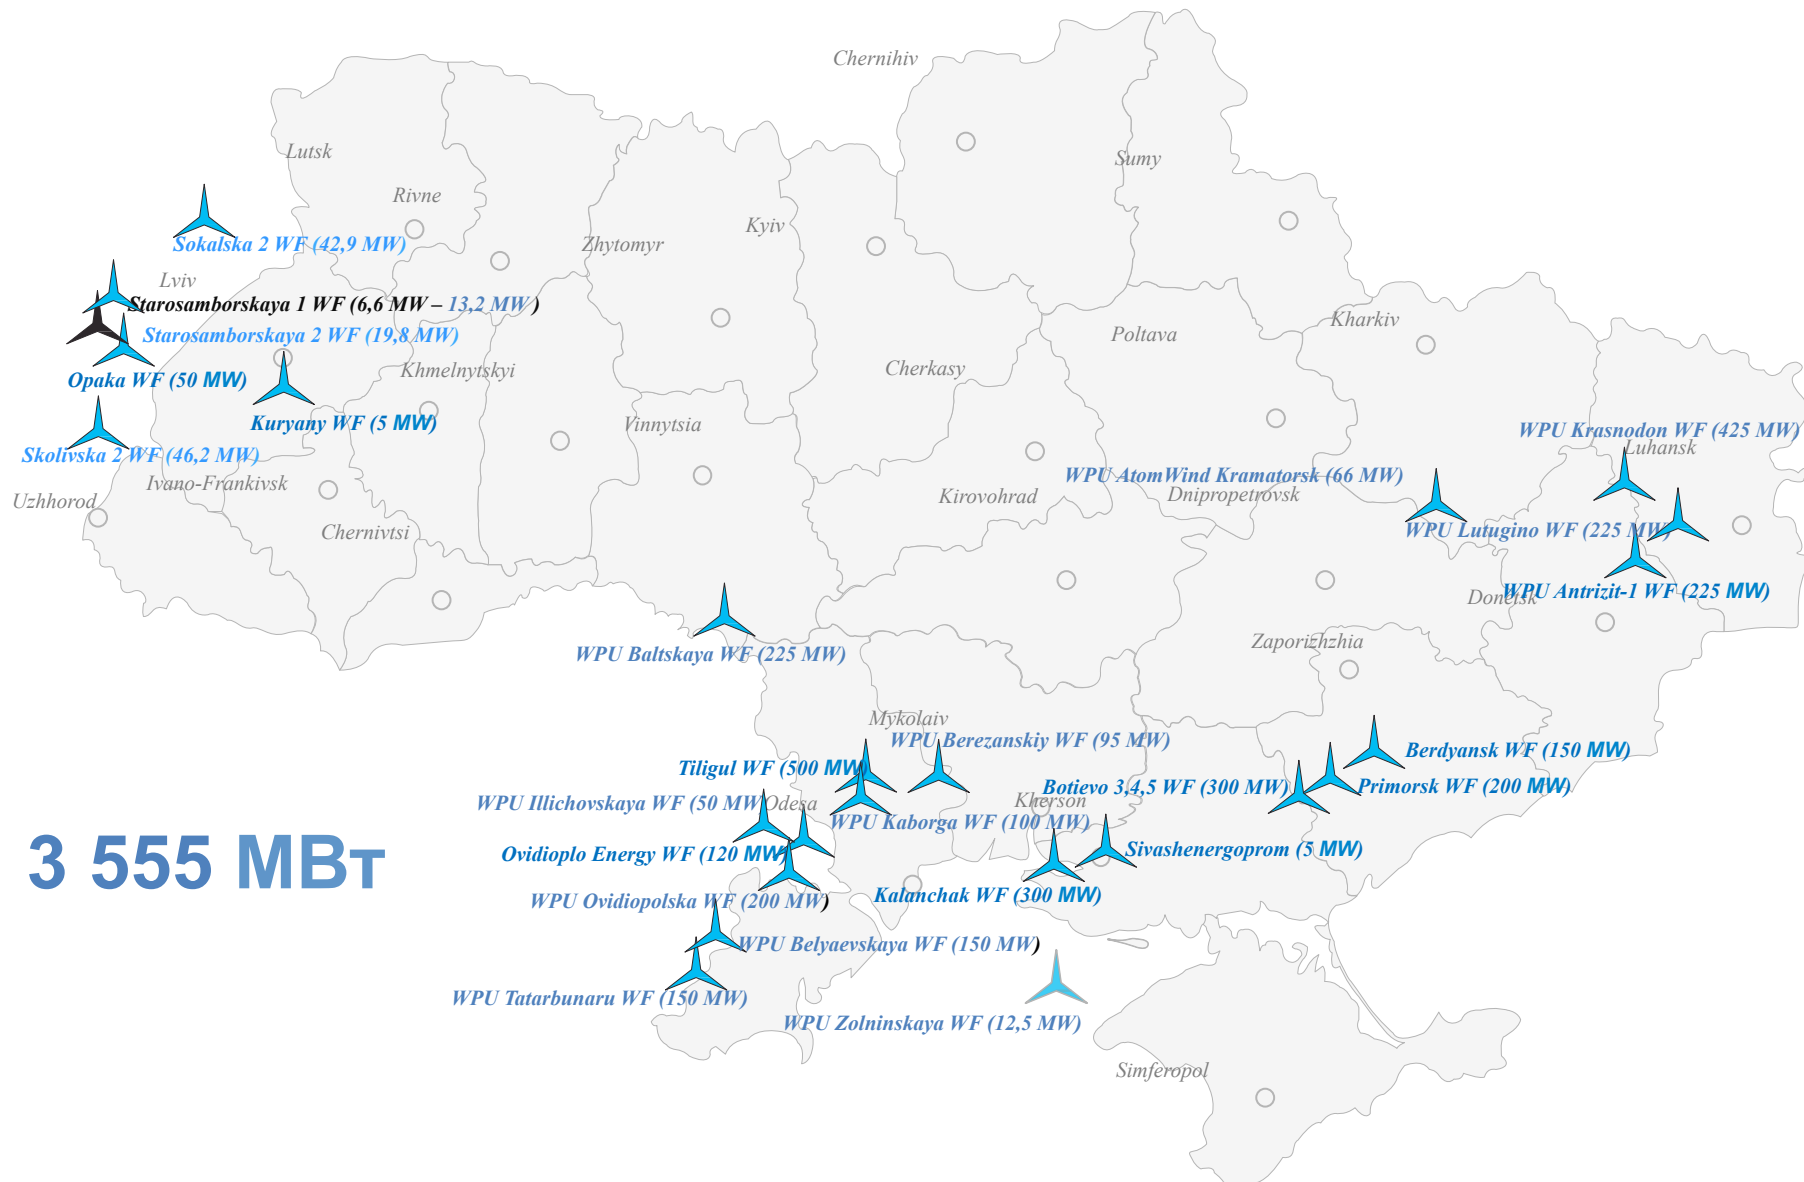 Chernihiv
Lutsk
Sumy
Rivne
Kyiv
Zhytomyr
Sokalska 2 WF (42,9 MW)
Lviv
Starosamborskaya 1 WF (6,6 MW – 13,2 MW )
Kharkiv
Starosamborskaya 2 WF (19,8 MW)
Poltava
Cherkasy
Khmelnytskyi
Opaka WF (50 MW)
Kuryany WF (5 MW)
Vinnytsia
WPU Krasnodon WF (425 MW)
Luhansk
Skolivska 2 WF (46,2 MW)
WPU AtomWind Kramatorsk (66 MW)
Ivano-Frankivsk
Kirovohrad
Dnipropetrovsk
Uzhhorod
Chernivtsi
WPU Lutugino WF (225 MW)
WPU Antrizit-1 WF (225 MW)
Donetsk
Zaporizhzhia
WPU Baltskaya WF (225 MW)
Mykolaiv
WPU Berezanskiy WF (95 MW)
Berdyansk WF (150 MW)
Tiligul WF (500 MW)
Botievo 3,4,5 WF (300 MW)
Primorsk WF (200 MW)
WPU Illichovskaya WF (50 MW)
Odesa
Kherson
WPU Kaborga WF (100 MW)
Sivashenergoprom (5 MW)
Ovidioplo Energy WF (120 MW)
3 555 МВт
Kalanchak WF (300 MW)
WPU Ovidiopolska WF (200 MW)
WPU Belyaevskaya WF (150 MW)
WPU Tatarbunaru WF (150 MW)
WPU Zolninskaya WF (12,5 MW)
Simferopol